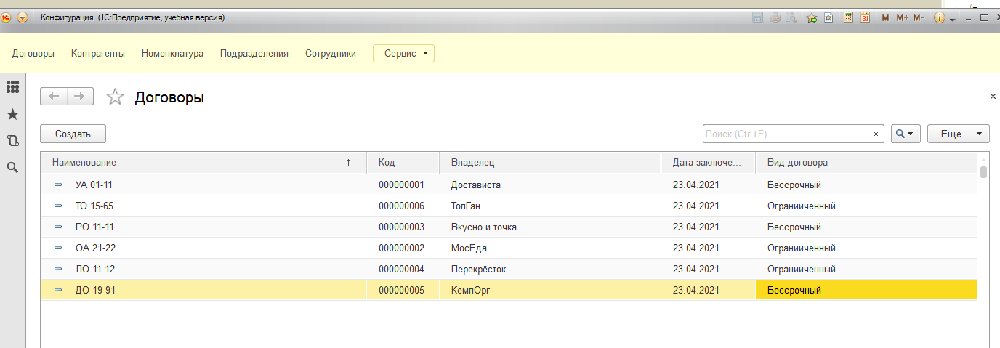 Конфигурация (1С:Предприятие, учебная версия) M M+ M-
Договоры Контрагенты Номенклатура Подразделения Сотрудники Сервис
Договоры
Создать Поиск (Ctrl+F) Еще
Наименование Код Владелец Дата заключе... Вид договора
УА 01-11 000000001 Достависта 23.04.2021 Бессрочный
ТО 15-65 000000006 ТопГан 23.04.2021 Огранииченный
РО 11-11 000000003 Вкусно и точка 23.04.2021 Бессрочный
ОА 21-22 000000002 МосЕда 23.04.2021 Огранииченный
ЛО 11-12 000000004 Перекрёсток 23.04.2021 Огранииченный
ДО 19-91 000000005 КемпОрг 23.04.2021 Бессрочный